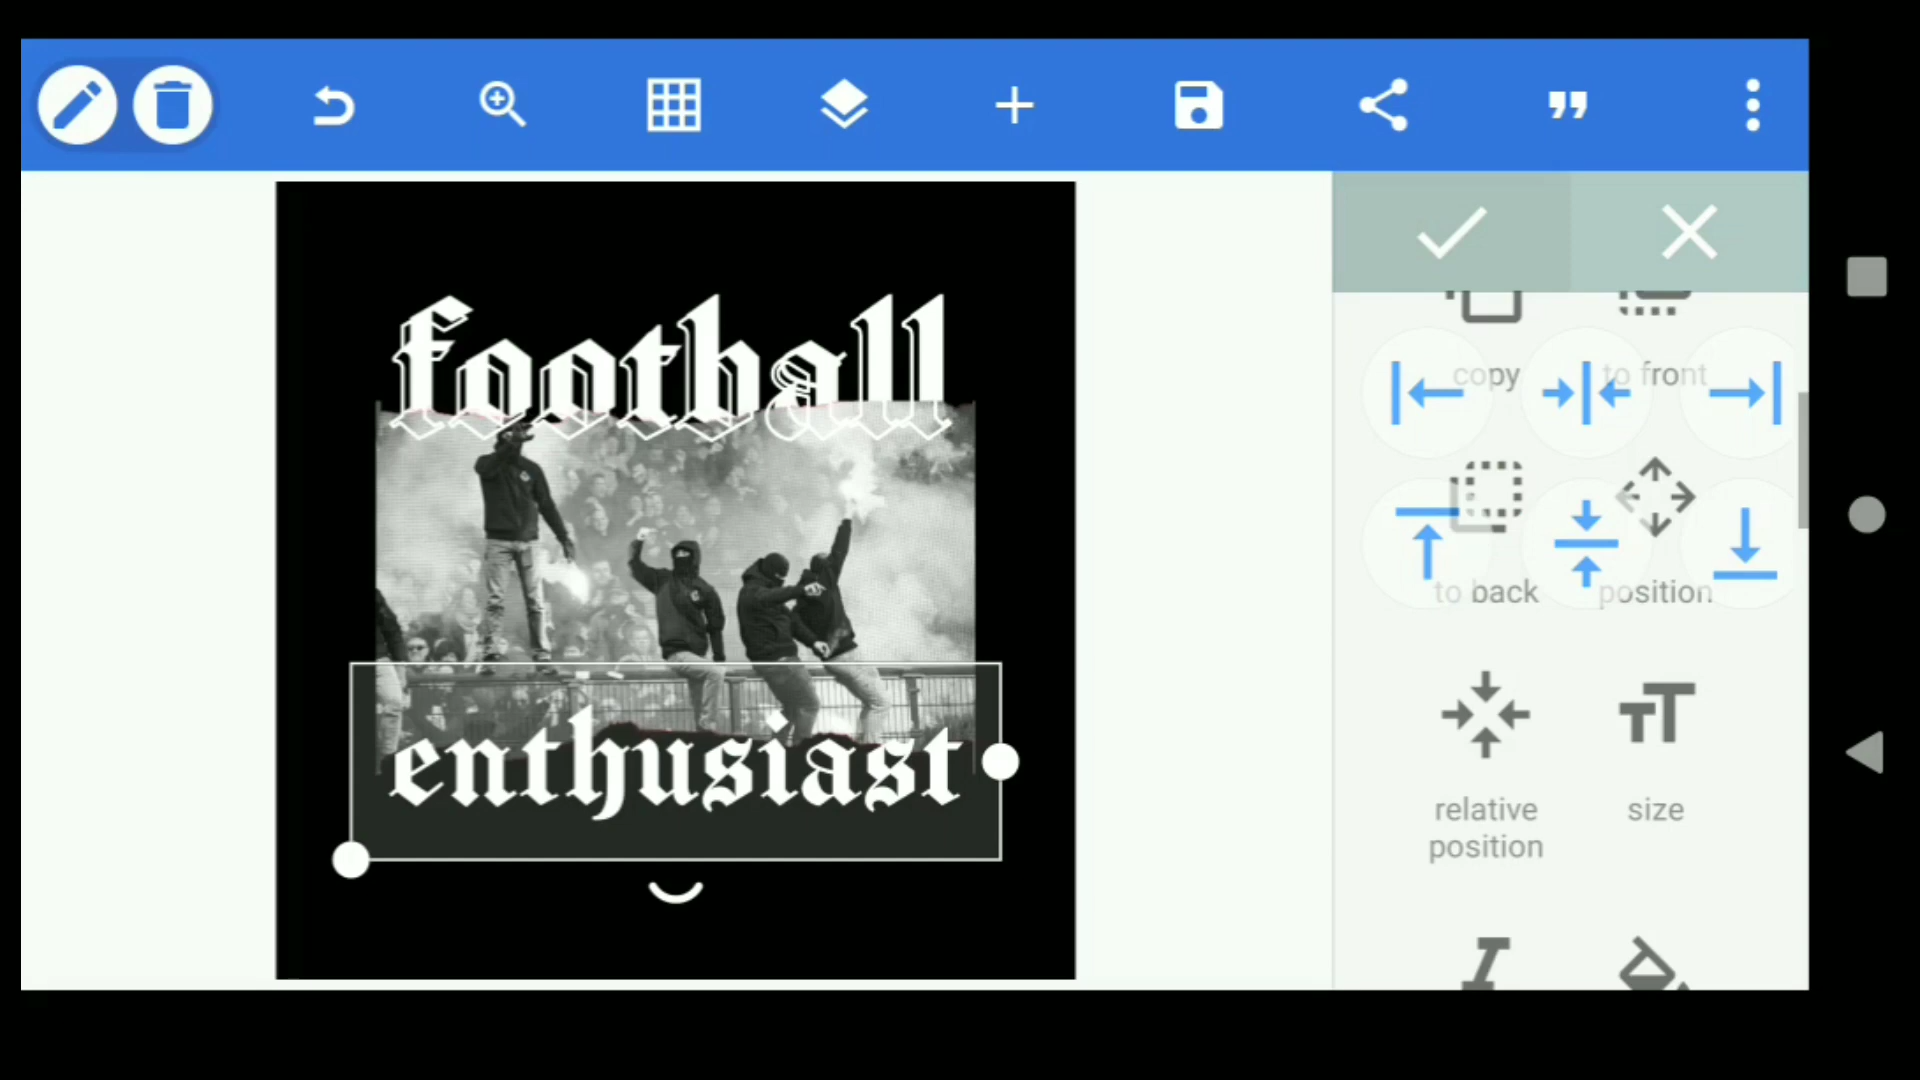 football
enthusiast
copy
to front
to back
position
relative
position
size